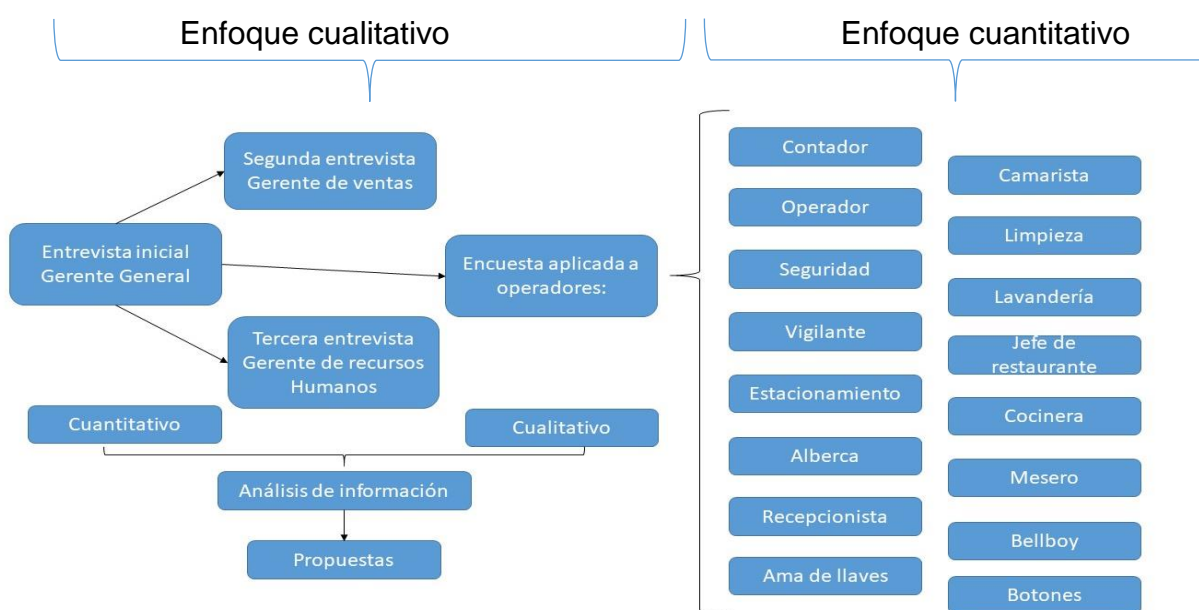 Enfoque cualitativo
Enfoque cuantitativo
Segunda entrevista
Gerente de ventas
Entrevista inicial
Gerente General
Encuesta aplicada a
operadores:
Tercera entrevista
Gerente de recursos
Humanos
Cuantitativo
Cualitativo
Análisis de información
Propuestas
Contador
Operador
Seguridad
Vigilante
Estacionamiento
Alberca
Recepcionista
Ama de llaves
Camarista
Limpieza
Lavandería
Jefe de
restaurante
Cocinera
Mesero
Bellboy
Botones